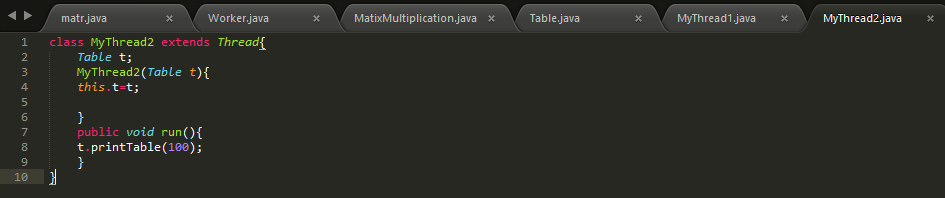 matr.java × Worker.java × MatixMultiplication.java × Table.java × MyThread1.java × MyThread2.java ×
1 class MyThread2 extends Thread{
2 Table t;
3 MyThread2(Table t){
4 this.t=t;
5
6 }
7 public void run(){
8 t.printTable(100);
9 }
10 }